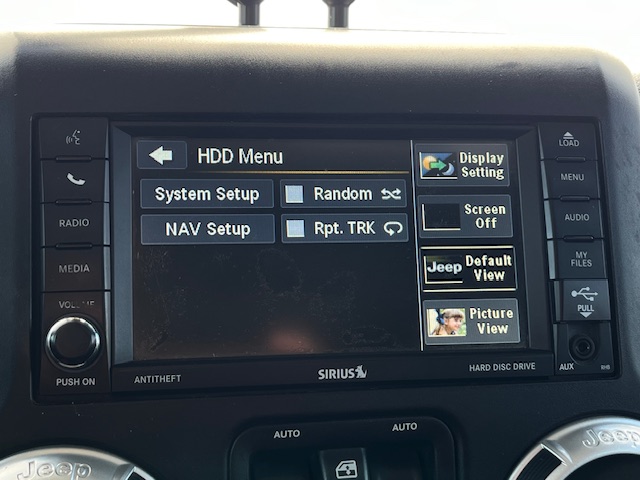 HDD Menu
System Setup
Random
NAV Setup
Rpt. TRK
Display
Setting
Screen
Off
Jeep
Default
View
Picture
View
RADIO
MEDIA
VOLUME
PUSH ON
LOAD
MENU
AUDIO
MY
FILES
PULL
AUX
RHB
ANTITHEFT
SIRIUS
HARD DISC DRIVE
AUTO
AUTO
Jeep
Jeep